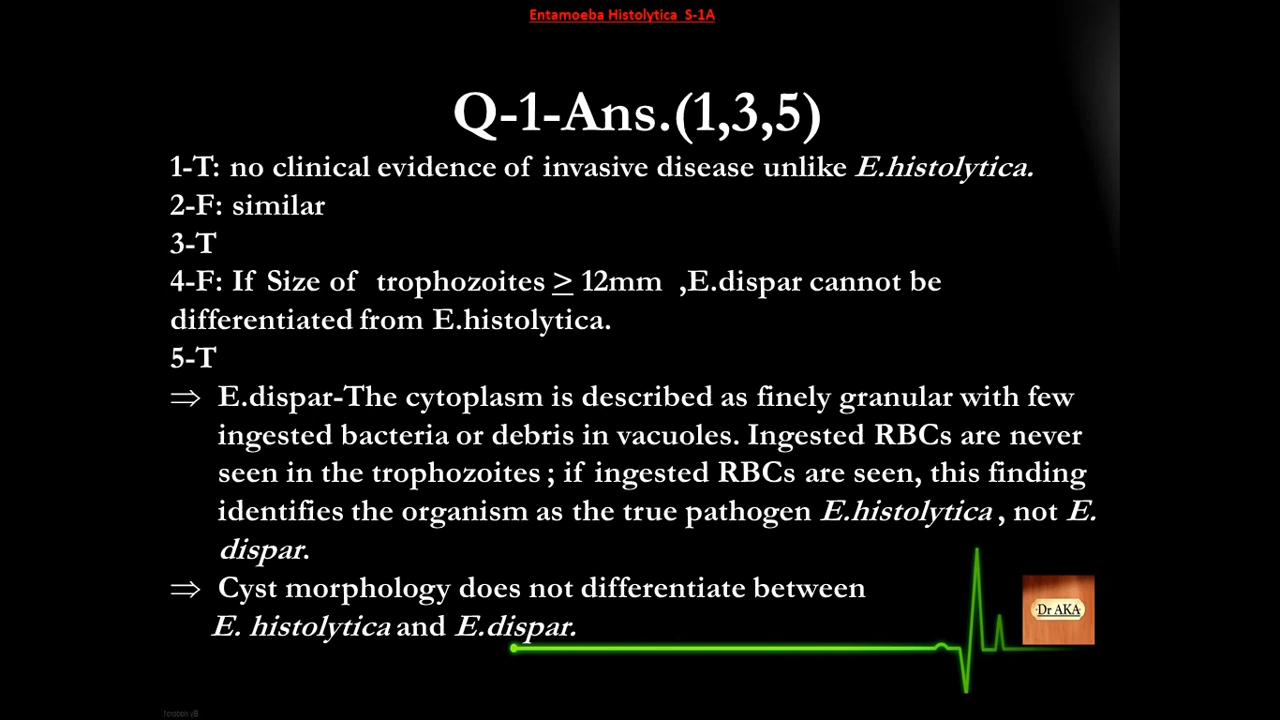 Entamoeba Histolytica S-1A
Q-1-Ans.(1,3,5)
1-T: no clinical evidence of invasive disease unlike E.histolytica.
2-F: similar
3-T
4-F: If Size of trophozoites ≥ 12mm ,E.dispar cannot be
differentiated from E.histolytica.
5-T
⇒ E.dispar-The cytoplasm is described as finely granular with few
ingested bacteria or debris in vacuoles. Ingested RBCs are never
seen in the trophozoites ; if ingested RBCs are seen, this finding
identifies the organism as the true pathogen E.histolytica , not E.
dispar.
⇒ Cyst morphology does not differentiate between
E. histolytica and E.dispar.
Dr AKA